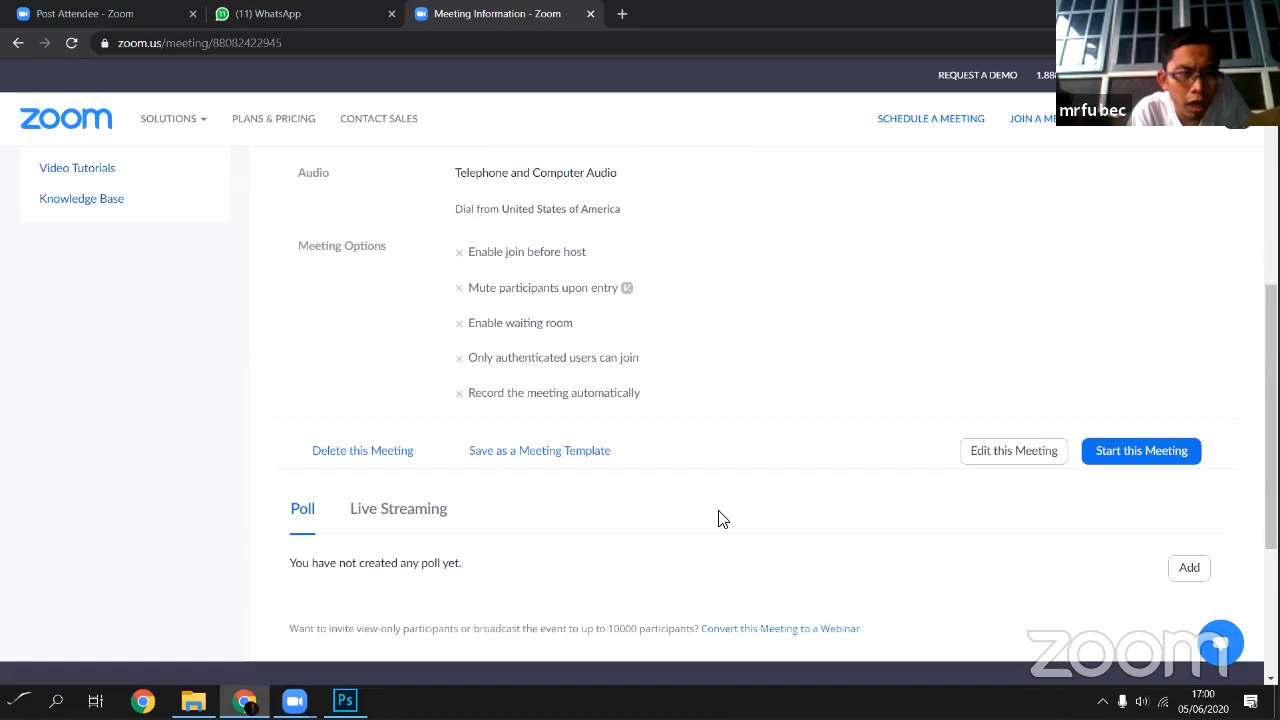 Post Attendee - Zoom
(11) WhatsApp
Meeting Information - Zoom
zoom.us/meeting/88082422945
REQUEST A DEMO
1.88
mrfu bec
zoom
SOLUTIONS
PLANS & PRICING
CONTACT SALES
SCHEDULE A MEETING
JOIN A ME
Video Tutorials
Knowledge Base
Audio
Telephone and Computer Audio
Dial from United States of America
Meeting Options
Enable join before host
Mute participants upon entry
Enable waiting room
Only authenticated users can join
Record the meeting automatically
Delete this Meeting
Save as a Meeting Template
Edit this Meeting
Start this Meeting
Poll
Live Streaming
You have not created any poll yet.
Add
Want to invite view-only participants or broadcast the event to up to 10000 participants? Convert this Meeting to a Webinar
zoom
Ps
17:00
05/06/2020